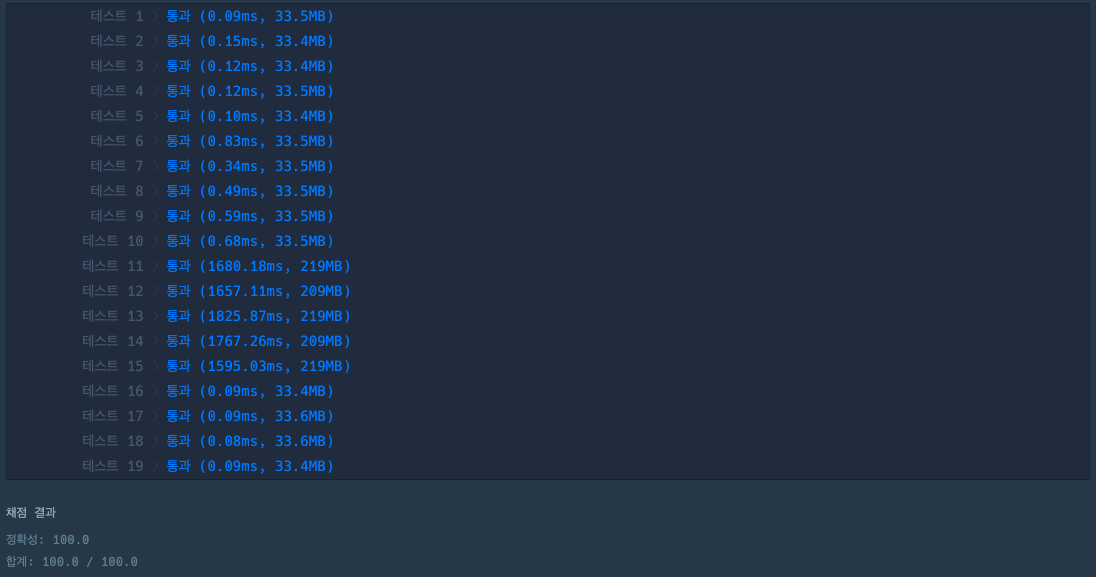 테스트 1 〉 통과 (0.09ms, 33.5MB)
테스트 2 〉 통과 (0.15ms, 33.4MB)
테스트 3 〉 통과 (0.12ms, 33.4MB)
테스트 4 〉 통과 (0.12ms, 33.5MB)
테스트 5 〉 통과 (0.10ms, 33.4MB)
테스트 6 〉 통과 (0.83ms, 33.5MB)
테스트 7 〉 통과 (0.34ms, 33.5MB)
테스트 8 〉 통과 (0.49ms, 33.5MB)
테스트 9 〉 통과 (0.59ms, 33.5MB)
테스트 10 〉 통과 (0.68ms, 33.5MB)
테스트 11 〉 통과 (1680.18ms, 219MB)
테스트 12 〉 통과 (1657.11ms, 209MB)
테스트 13 〉 통과 (1825.87ms, 219MB)
테스트 14 〉 통과 (1767.26ms, 209MB)
테스트 15 〉 통과 (1595.03ms, 219MB)
테스트 16 〉 통과 (0.09ms, 33.4MB)
테스트 17 〉 통과 (0.09ms, 33.6MB)
테스트 18 〉 통과 (0.08ms, 33.6MB)
테스트 19 〉 통과 (0.09ms, 33.4MB)
채점 결과
정확성: 100.0
합계: 100.0 / 100.0